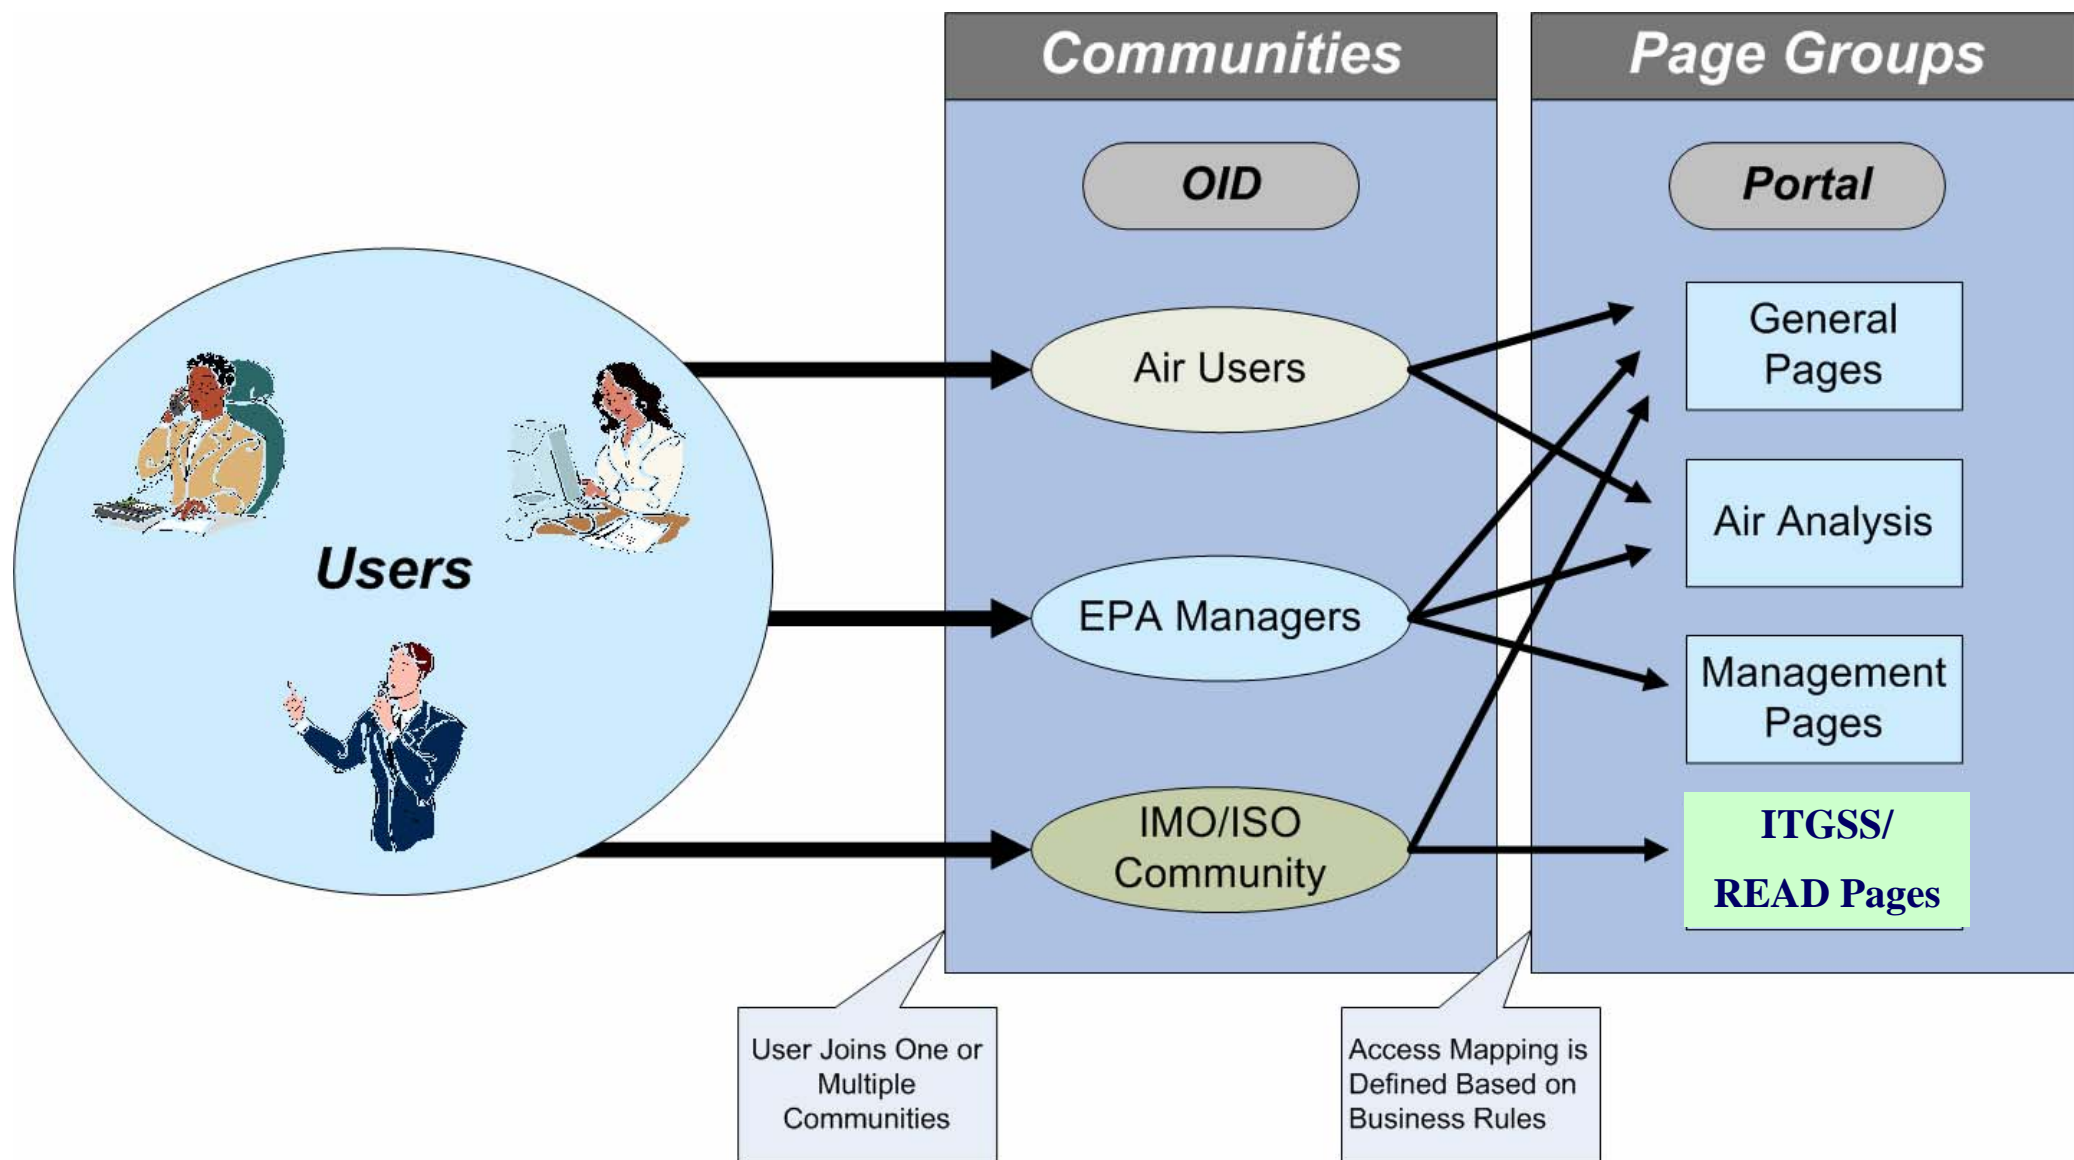 Communities
Page Groups
OID
Portal
Users
Air Users
EPA Managers
IMO/ISO
Community
General
Pages
Air Analysis
Management
Pages
ITGSS/
READ Pages
User Joins One or
Multiple
Communities
Access Mapping is
Defined Based on
Business Rules